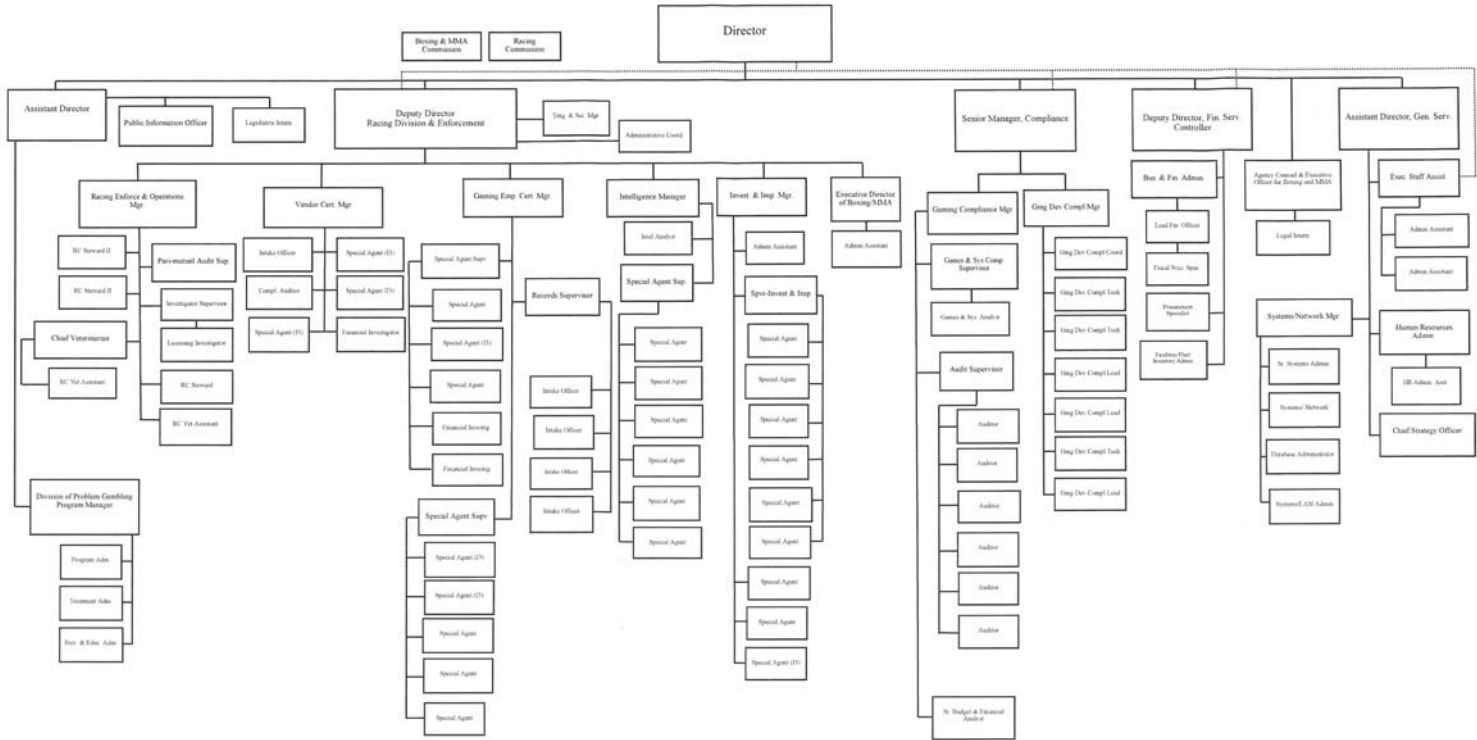 Director
Boxing & MMA
Commission
Racing
Commission
Assistant Director
Public Information Officer
Legislative Intern
Deputy Director
Racing Division & Enforcement
Tmg & Sec Mgr
Administrative Coord
Senior Manager, Compliance
Deputy Director, Fin. Serv.
Controller
Assistant Director, Gen. Serv.
Racing Enforce & Operations
Mgr.
Vendor Cert. Mgr
Gaming Emp. Cert. Mgr.
Intelligence Manager
Invest. & Insp. Mgr.
Executive Director
of Boxing/MMA
Gaming Compliance Mgr
Gmg Dev Compl Mgr
Bus. & Fin. Admin.
Agency Counsel & Executive
Officer for Boxing and MMA
Exec. Staff Assist.
RC Steward II
Pari-mutuel Audit Sup
RC Steward II
Investigator Supervisor
Licensing Investigator
Chief Veterinarian
RC Vet Assistant
RC Steward
RC Vet Assistant
Intake Officer
Special Agent
Compl. Auditor
Special Agent
Special Agent
Financial Investigator
Special Agent Supv
Special Agent
Special Agent
Special Agent
Financial Investig
Financial Investig
Special Agent Supv
Special Agent
Special Agent
Special Agent
Special Agent
Special Agent
Records Supervisor
Intake Officer
Intake Officer
Intake Officer
Intake Officer
Intel Analyst
Special Agent Sup
Special Agent
Special Agent
Special Agent
Special Agent
Special Agent
Special Agent
Admin Assistant
Spvr-Invest & Insp
Special Agent
Special Agent
Special Agent
Special Agent
Special Agent
Special Agent
Special Agent
Special Agent
Special Agent
Admin Assistant
Games & Sys Comp
Supervisor
Games & Sys. Analyst
Audit Supervisor
Auditor
Auditor
Auditor
Auditor
Auditor
Auditor
Sr. Budget & Financial
Analyst
Gmg Dev Compl Coord
Gmg Dev Compl Tech
Gmg Dev Compl Tech
Gmg Dev Compl Lead
Gmg Dev Compl Lead
Gmg Dev Compl Tech
Gmg Dev Compl Lead
Lead Fin. Officer
Fiscal Svcs. Spec.
Procurement
Specialist
Facilities/Fleet
Inventory Admin
Legal Intern
Admin Assistant
Admin Assistant
Systems/Network Mgr
Sr. Systems Admin
Systems/ Network
Database Administrator
Systems/LAN Admin
Human Resources
Admin
HR Admin. Asst
Chief Strategy Officer
Division of Problem Gambling
Program Manager
Program Adm
Treatment Adm
Prev. & Educ. Adm